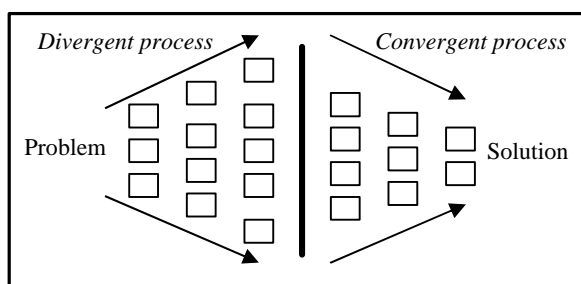 Divergent process
Convergent process
Problem
Solution